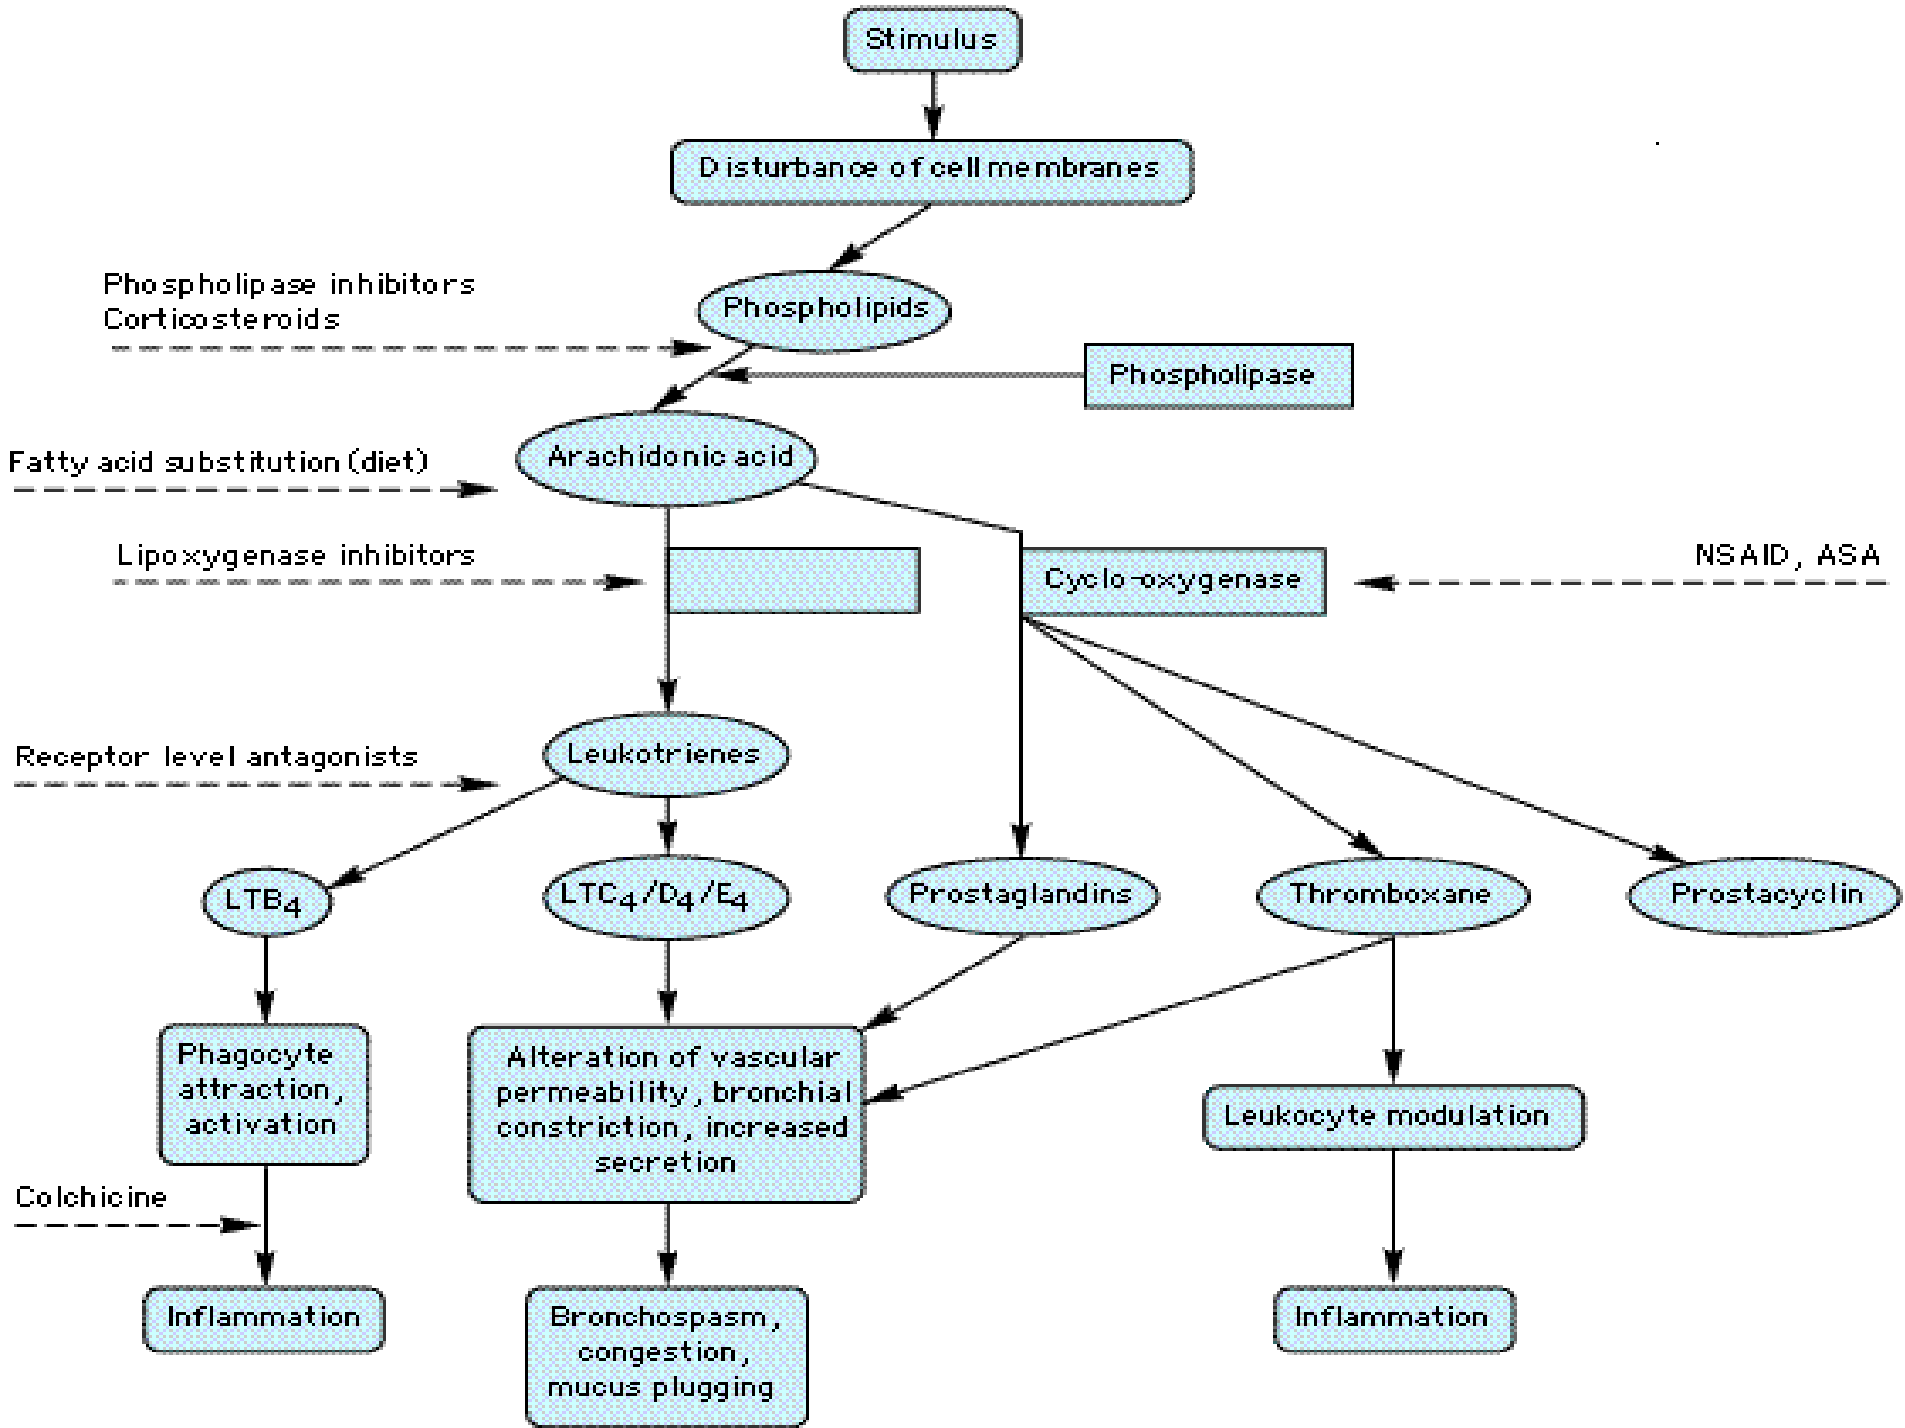 Stimulus
Disturbance of cell membranes
Phospholipase inhibitors
Corticosteroids
Phospholipids
Phospholipase
Arachidonic acid
Fatty acid substitution (diet)
Lipoxygenase inhibitors
Cyclo-oxygenase
NSAID, ASA
Leukotrienes
Receptor level antagonists
LTB4
LTC4/D4/E4
Prostaglandins
Thromboxane
Prostacyclin
Phagocyte
attraction,
activation
Alteration of vascular
permeability, bronchial
constriction, increased
secretion
Leukocyte modulation
Colchicine
Inflammation
Bronchospasm,
congestion,
mucus plugging
Inflammation